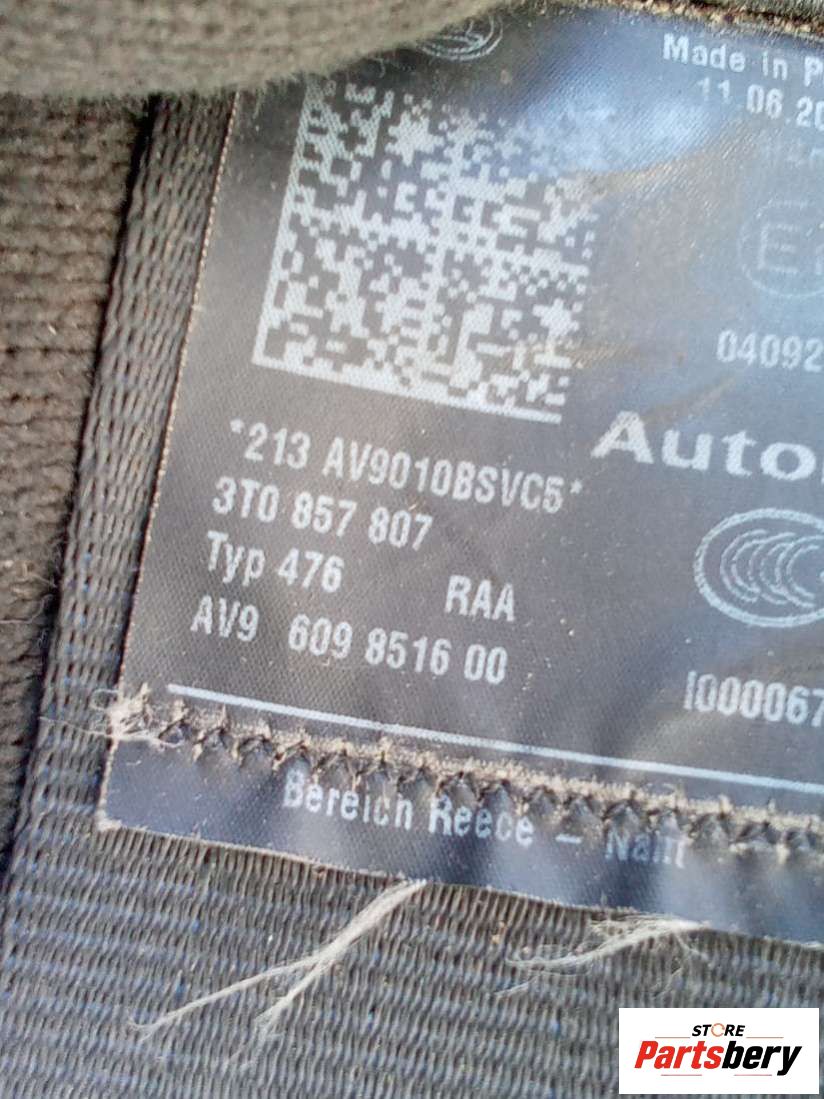 Made in P
11.06.20
E
04092
Auto
*213 AV9010BSVC5*
3T0 857 807
Typ 476 RAA
AV9 609 8516 00
I000067
Bereich Reece - Naht
STORE
Partsbery